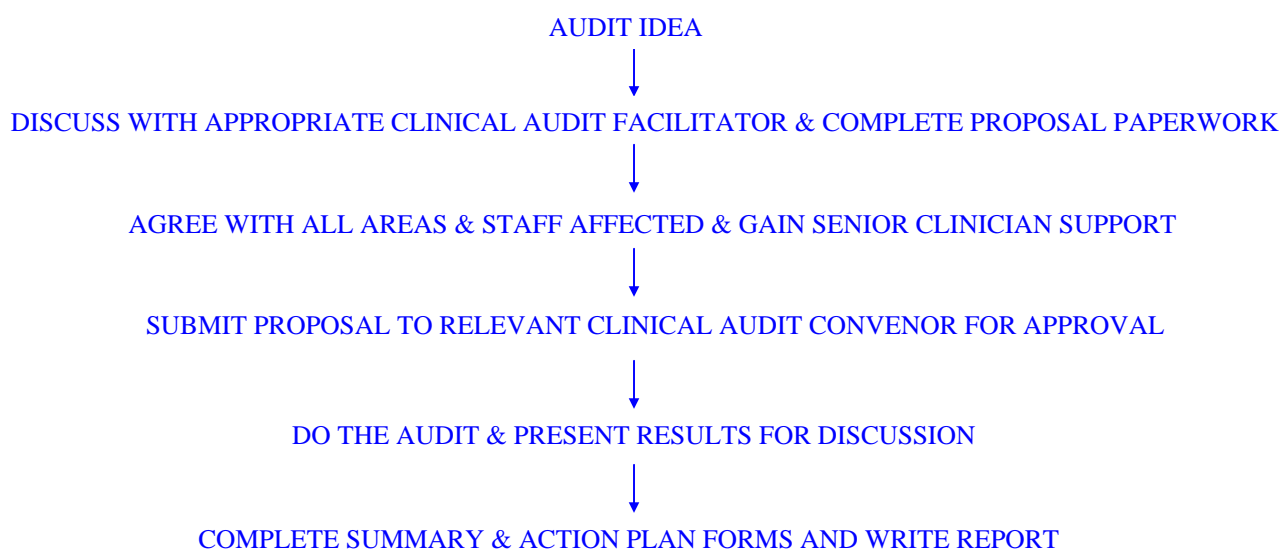 AUDIT IDEA
DISCUSS WITH APPROPRIATE CLINICAL AUDIT FACILITATOR & COMPLETE PROPOSAL PAPERWORK
AGREE WITH ALL AREAS & STAFF AFFECTED & GAIN SENIOR CLINICIAN SUPPORT
SUBMIT PROPOSAL TO RELEVANT CLINICAL AUDIT CONVENOR FOR APPROVAL
DO THE AUDIT & PRESENT RESULTS FOR DISCUSSION
COMPLETE SUMMARY & ACTION PLAN FORMS AND WRITE REPORT